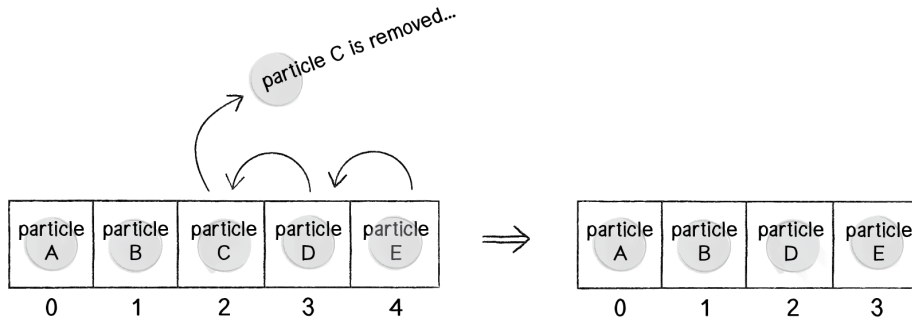 particle C is removed...
particle A
particle B
particle C
particle D
particle E
0 1 2 3 4
particle A
particle B
particle D
particle E
0 1 2 3